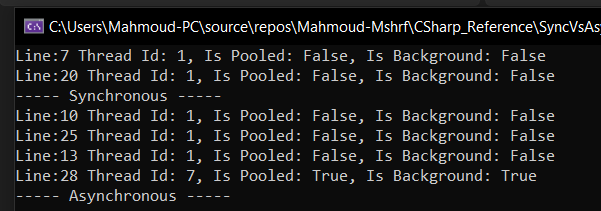 C:\Users\Mahmoud-PC\source\repos\Mahmoud-Mshrf\CSharp_Reference\SyncVsAs
Line:7 Thread Id: 1, Is Pooled: False, Is Background: False
Line:20 Thread Id: 1, Is Pooled: False, Is Background: False
----- Synchronous -----
Line:10 Thread Id: 1, Is Pooled: False, Is Background: False
Line:25 Thread Id: 1, Is Pooled: False, Is Background: False
Line:13 Thread Id: 1, Is Pooled: False, Is Background: False
Line:28 Thread Id: 7, Is Pooled: True, Is Background: True
----- Asynchronous -----